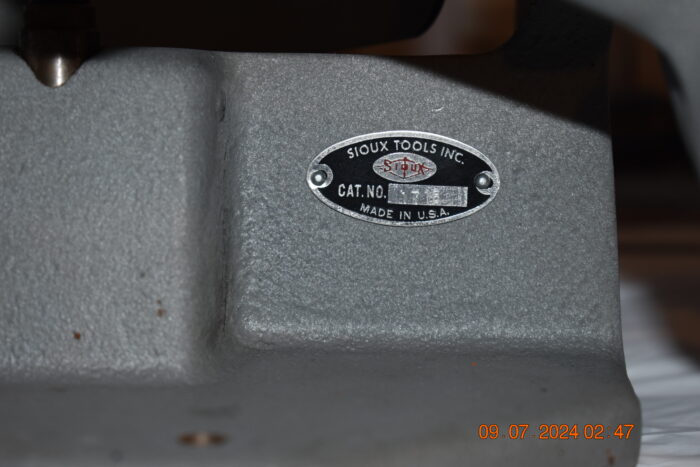 SIOUX TOOLS INC.
SIOUX
CAT. NO.
MADE IN U.S.A.
09.07.2024 02:47